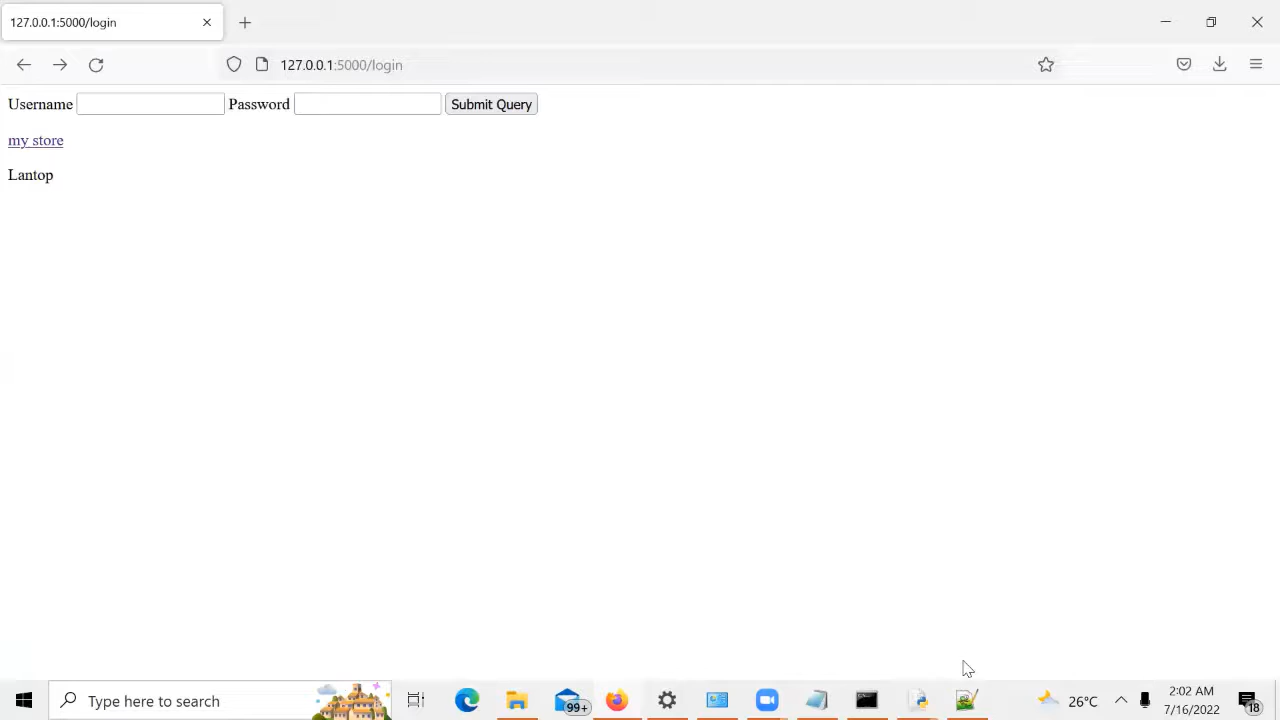 127.0.0.1:5000/login
127.0.0.1:5000/login
Username Password Submit Query
my store
Lantop
Type here to search
99+
26°C
2:02 AM
7/16/2022
18